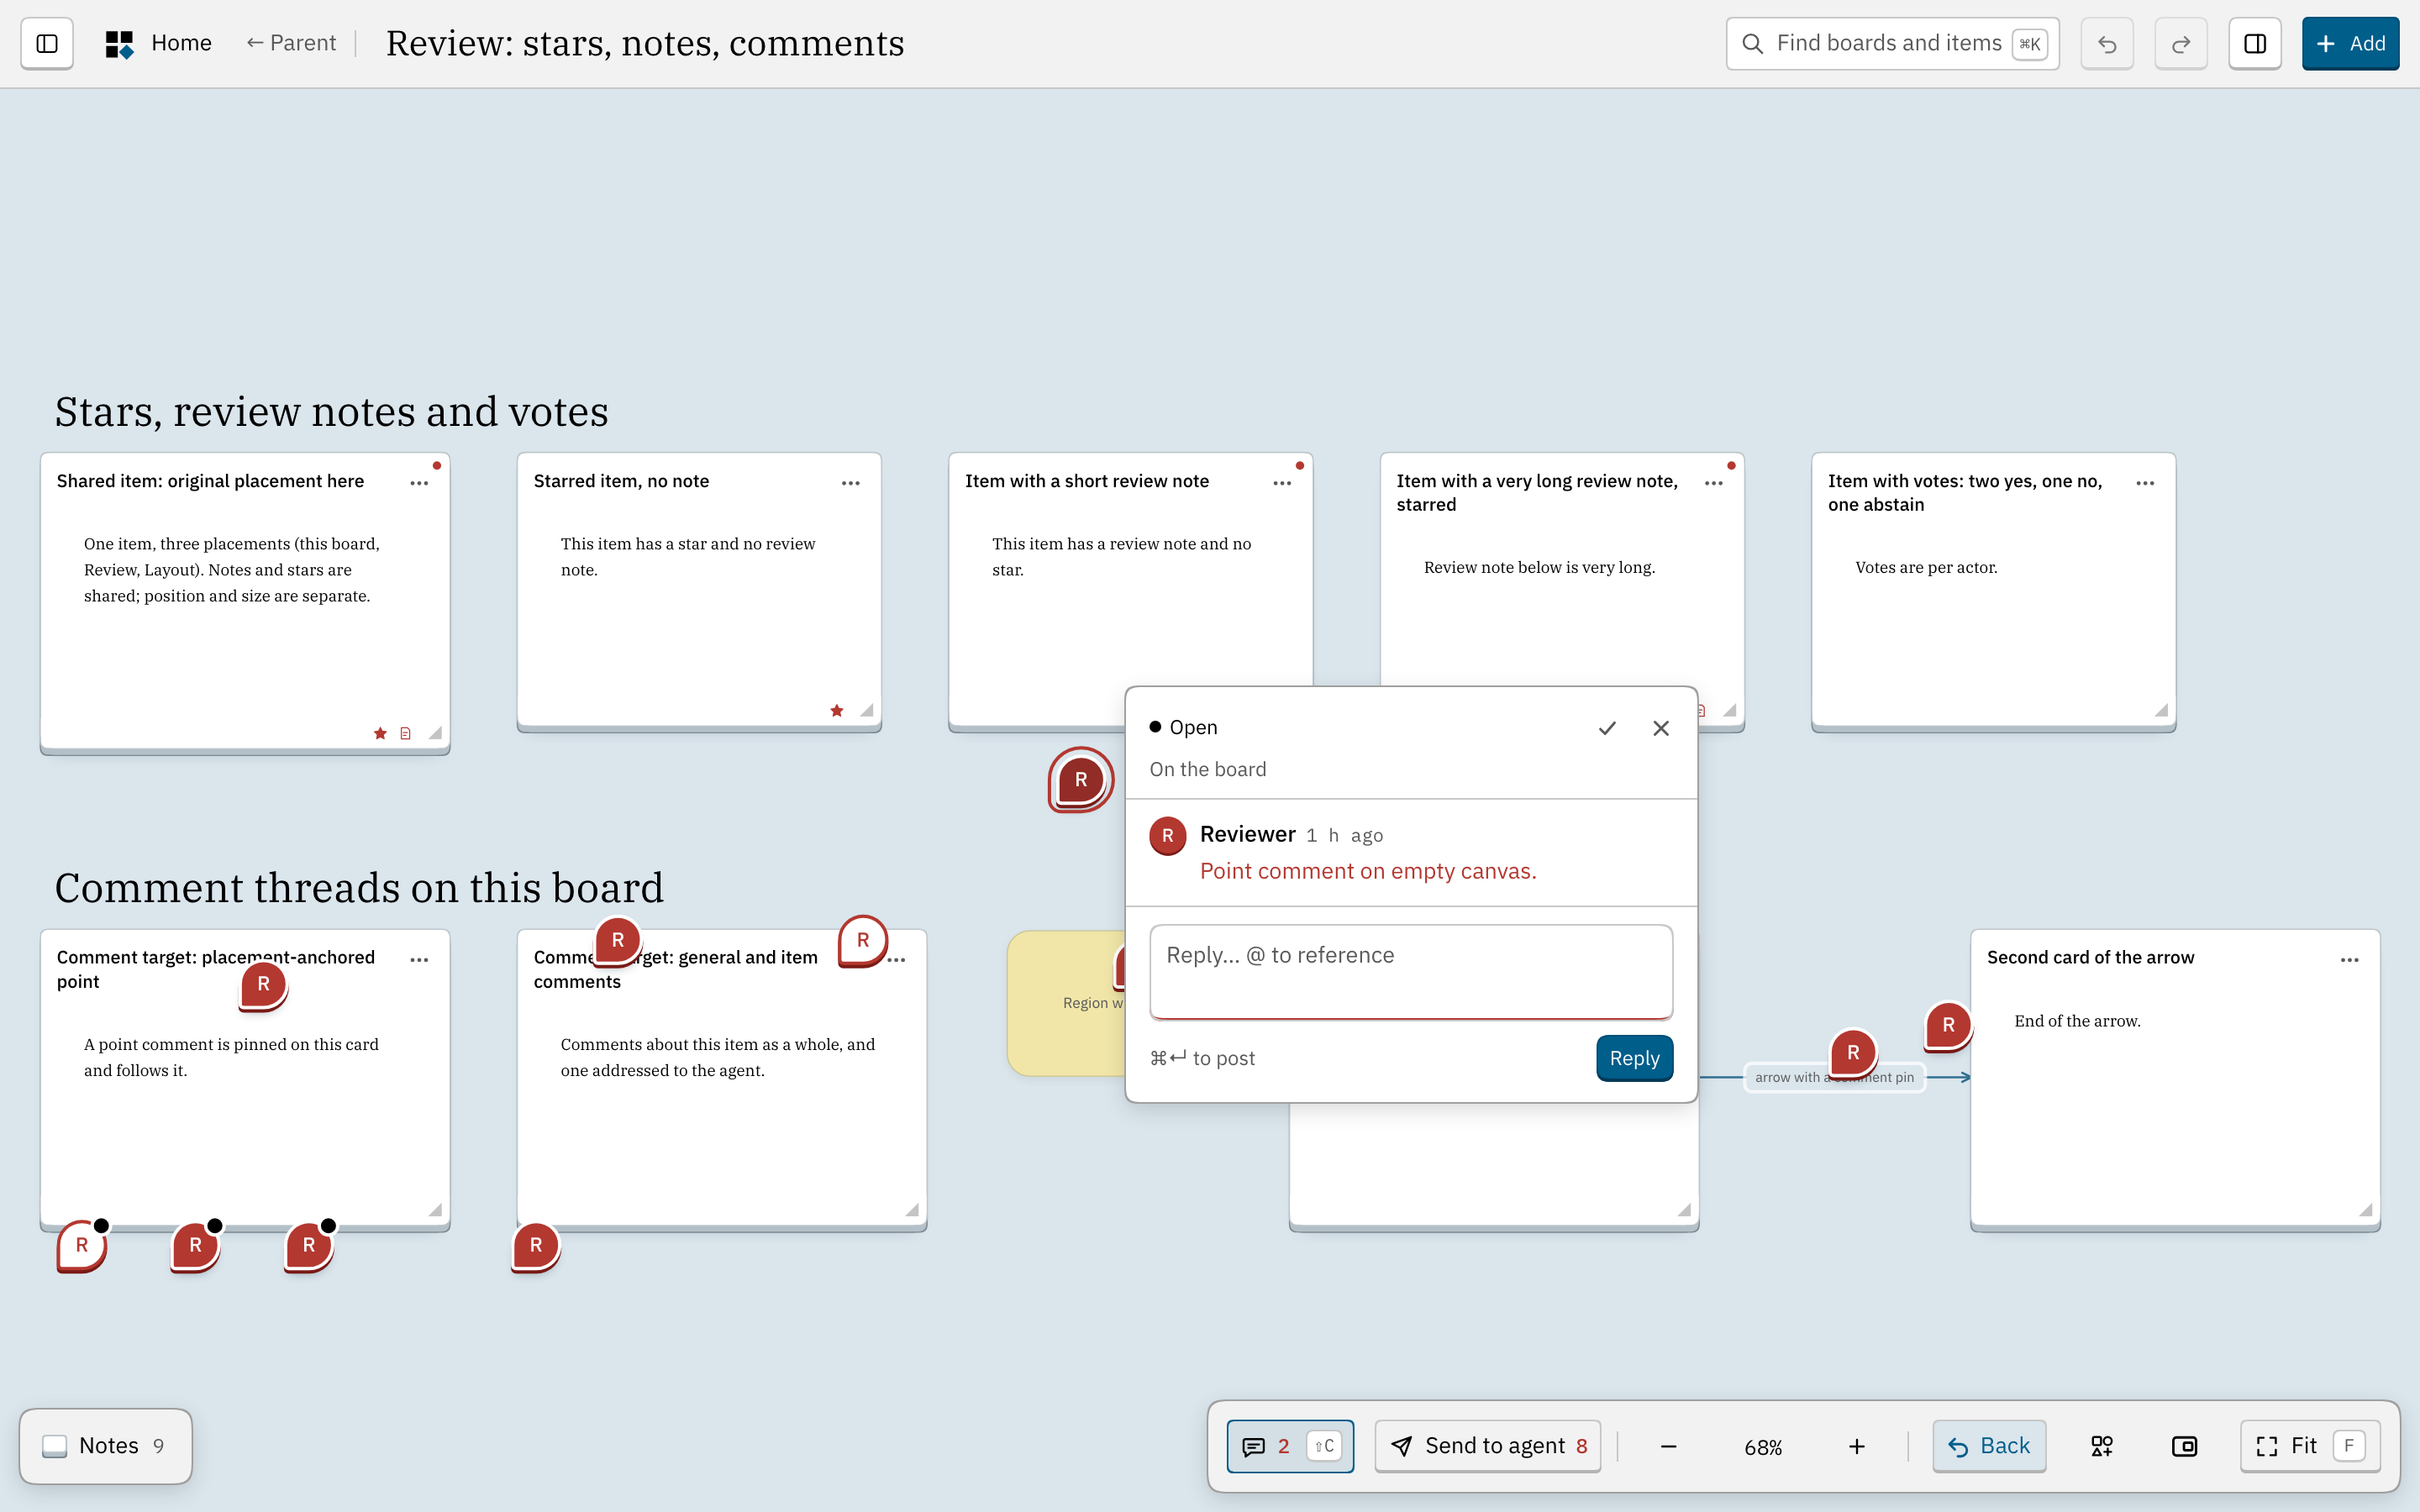 Home
← Parent
Review: stars, notes, comments
Find boards and items ⌘K
+ Add
Stars, review notes and votes
Shared item: original placement here
One item, three placements (this board,
Review, Layout). Notes and stars are
shared; position and size are separate.
Starred item, no note
This item has a star and no review
note.
Item with a short review note
This item has a review note and no
star.
Item with a very long review note,
starred
Review note below is very long.
Item with votes: two yes, one no,
one abstain
Votes are per actor.
R
Open
On the board
R Reviewer 1 h ago
Point comment on empty canvas.
Reply... @ to reference
⌘↵ to post
Reply
Comment threads on this board
Comment target: placement-anchored
point
R
A point comment is pinned on this card
and follows it.
R
R
R
R
R
general and item
comments
Comments about this item as a whole, and
one addressed to the agent.
R
Region
R
arrow with a comment pin
R
Second card of the arrow
End of the arrow.
Notes 9
2 ⇧C
Send to agent 8
− 68% +
Back
Fit F